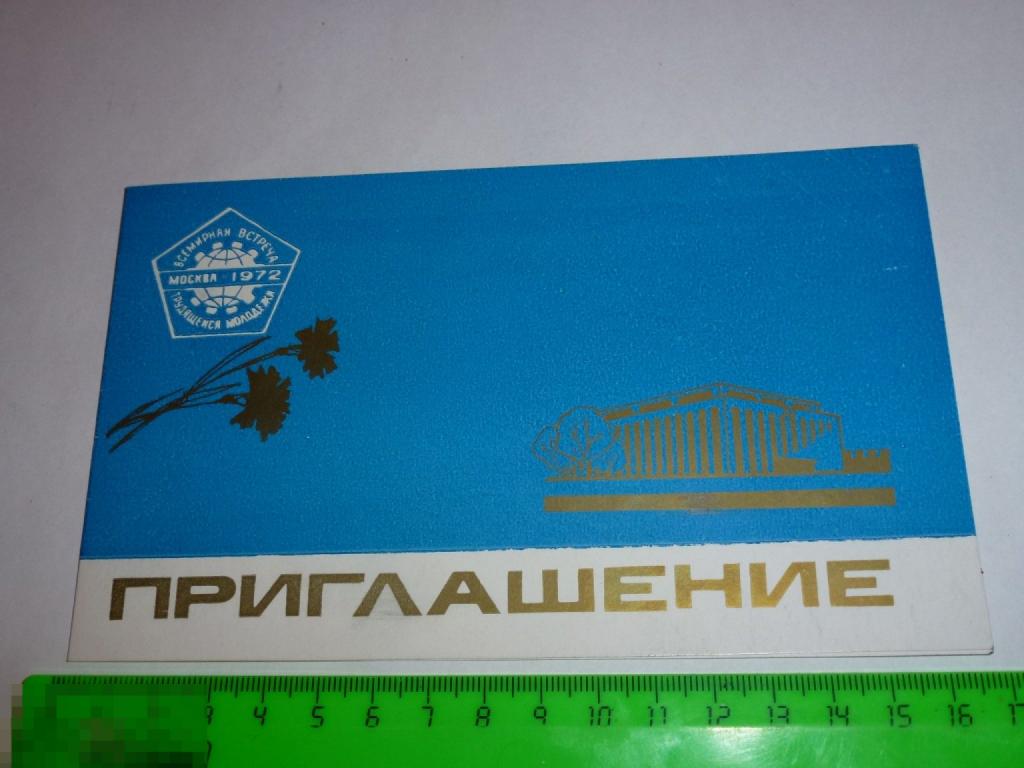 ВСЕМИРНАЯ ВСТРЕЧА
МОСКВА · 1972
ТРУДЯЩЕЙСЯ МОЛОДЕЖИ
ПРИГЛАШЕНИЕ
3 4 5 6 7 8 9 10 11 12 13 14 15 16 17